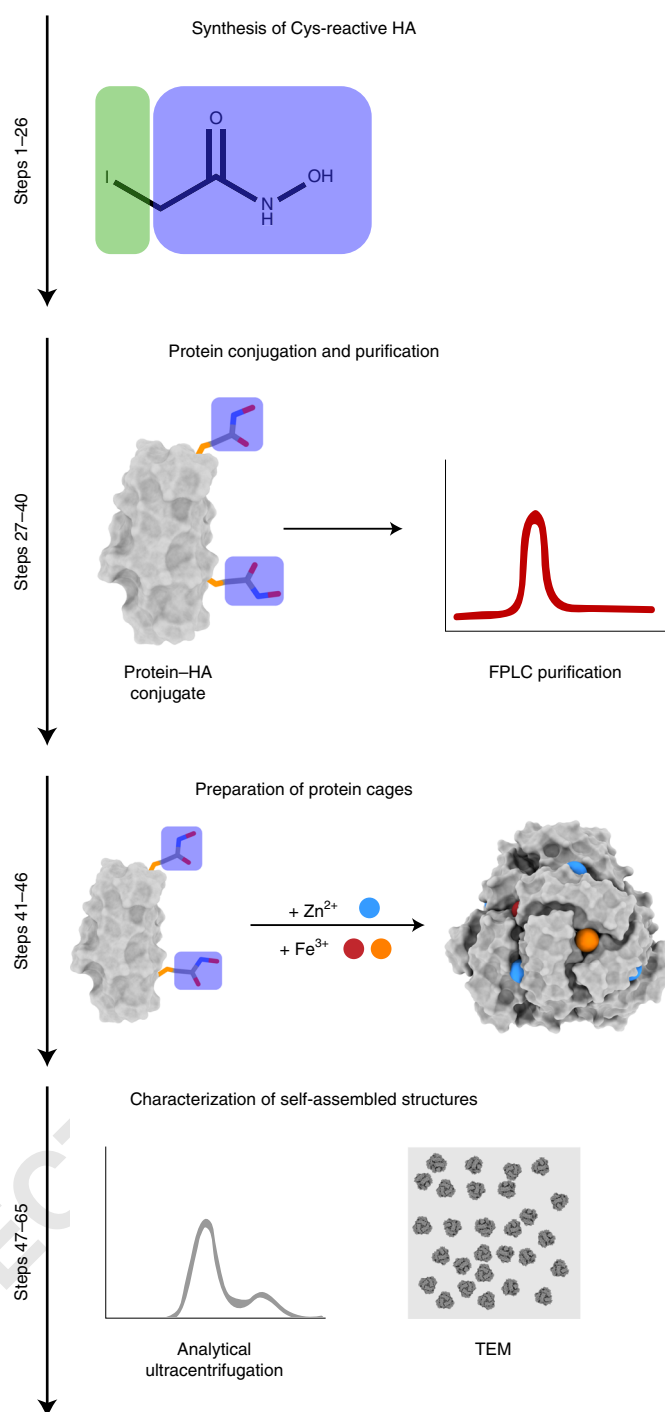 Synthesis of Cys-reactive HA
Steps 1–26
I
O
N
H
OH
Protein conjugation and purification
Steps 27–40
Protein–HA
conjugate
FPLC purification
Preparation of protein cages
Steps 41–46
+ Zn²⁺
+ Fe³⁺
Characterization of self-assembled structures
Steps 47–65
Analytical
ultracentrifugation
TEM